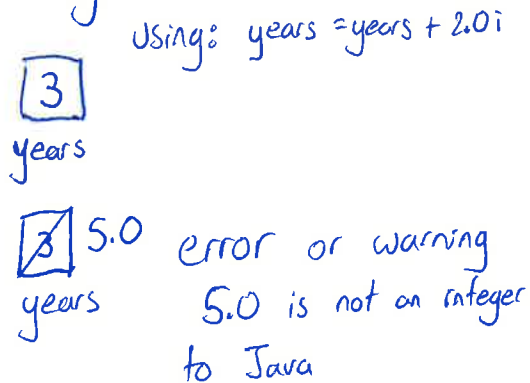 Using: years = years + 2.0;
3
years
3 5.0 error or warning
years 5.0 is not an integer
to Java